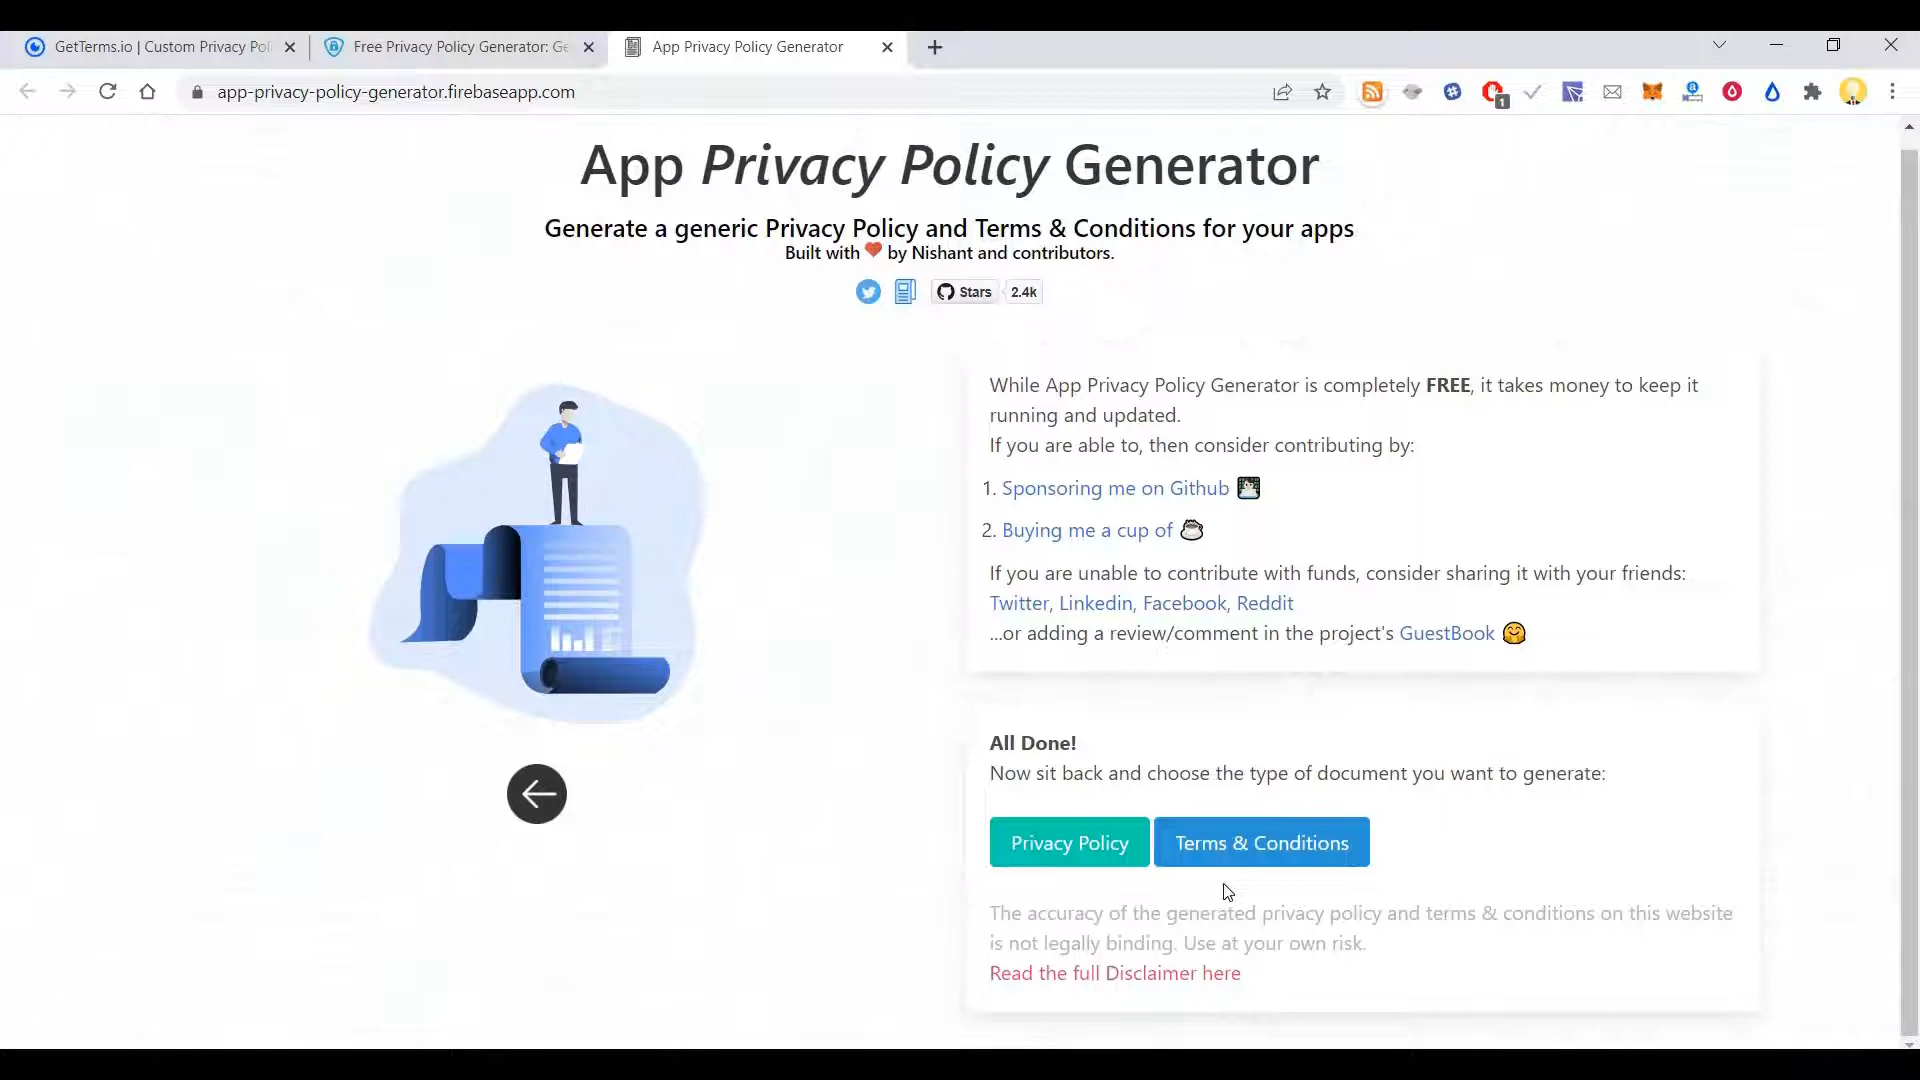 GetTerms.io | Custom Privacy Pol
Free Privacy Policy Generator: Ge
App Privacy Policy Generator
app-privacy-policy-generator.firebaseapp.com
1
App Privacy Policy Generator
Generate a generic Privacy Policy and Terms & Conditions for your apps
Built with ❤ by Nishant and contributors.
Stars 2.4k
While App Privacy Policy Generator is completely FREE, it takes money to keep it
running and updated.
If you are able to, then consider contributing by:
1. Sponsoring me on Github
2. Buying me a cup of ☕
If you are unable to contribute with funds, consider sharing it with your friends:
Twitter, Linkedin, Facebook, Reddit
...or adding a review/comment in the project's GuestBook 🤗
All Done!
Now sit back and choose the type of document you want to generate:
Privacy Policy
Terms & Conditions
The accuracy of the generated privacy policy and terms & conditions on this website
is not legally binding. Use at your own risk.
Read the full Disclaimer here